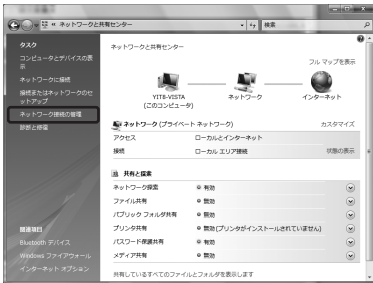 « ネットワークと共有センター
検索
タスク
コンピュータとデバイスの表示
ネットワークに接続
接続またはネットワークのセットアップ
ネットワーク接続の管理
診断と修復
関連項目
Bluetooth デバイス
Windows ファイアウォール
インターネット オプション
ネットワークと共有センター
フル マップを表示
YITB-VISTA
(このコンピュータ)
ネットワーク
インターネット
ネットワーク (プライベート ネットワーク)
カスタマイズ
アクセス
ローカルとインターネット
接続
ローカル エリア接続
状態の表示
共有と探索
ネットワーク探索
有効
ファイル共有
無効
パブリック フォルダ共有
無効
プリンタ共有
無効(プリンタがインストールされていません)
パスワード保護共有
有効
メディア共有
無効
共有しているすべてのファイルとフォルダを表示します